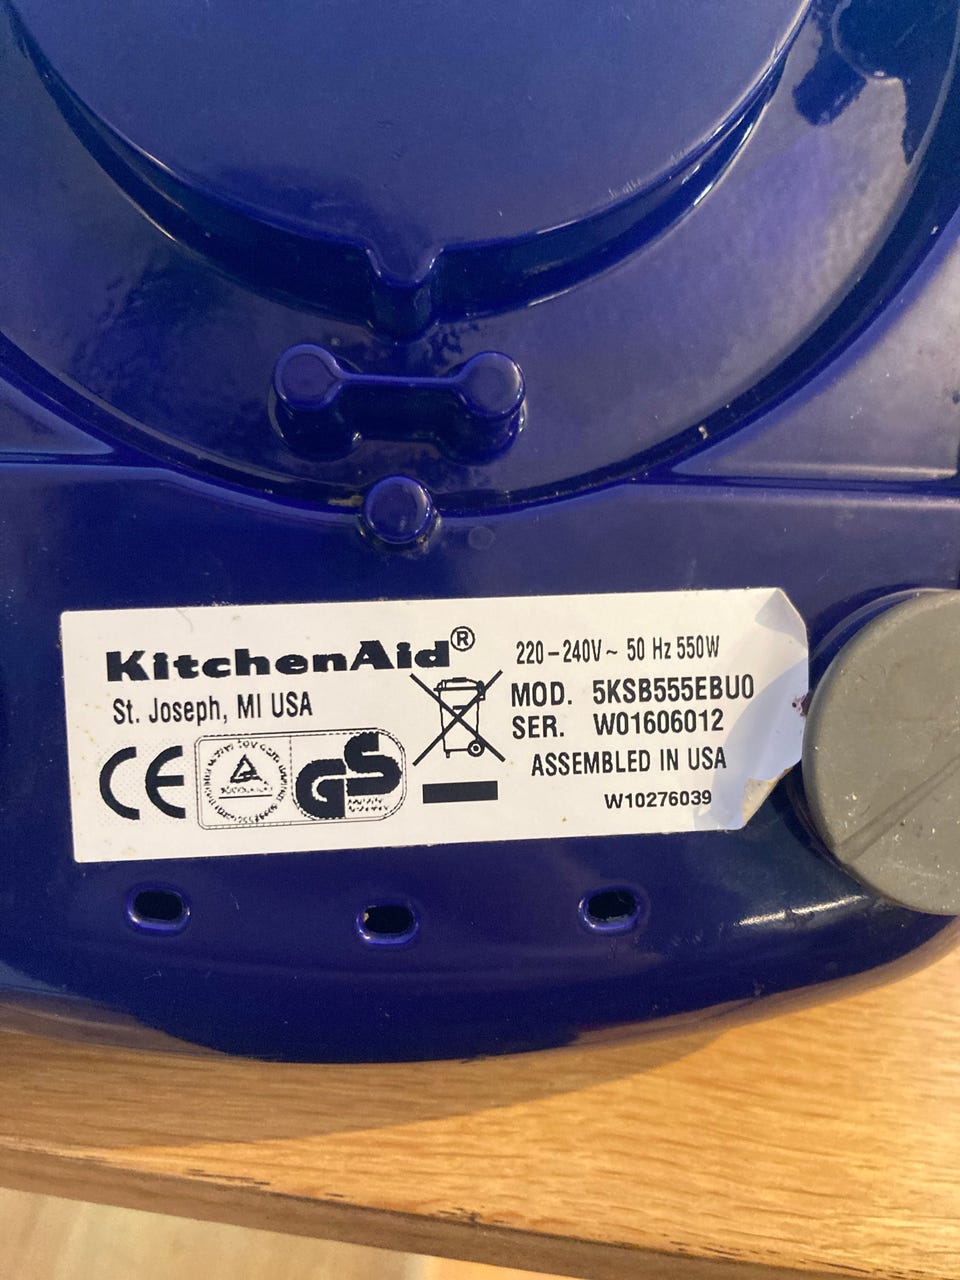 KitchenAid®
St. Joseph, MI USA
CE
GS
220-240V~ 50 Hz 550W
MOD. 5KSB555EBU0
SER. W01606012
ASSEMBLED IN USA
W10276039